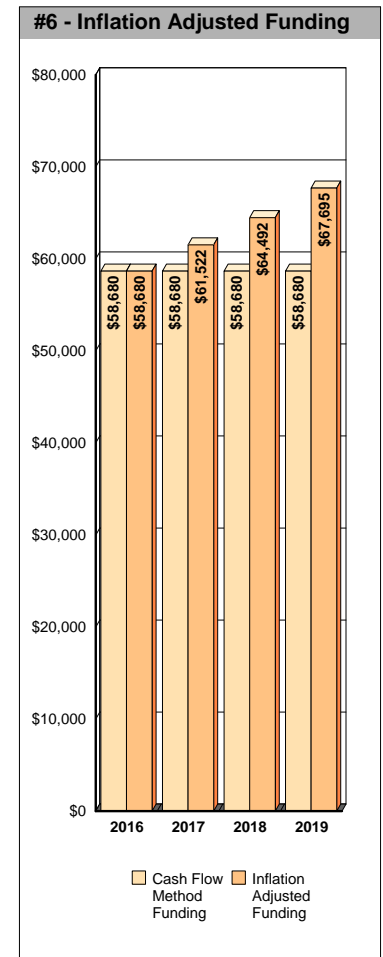 #6 - Inflation Adjusted Funding
$80,000
$70,000
$60,000
$50,000
$40,000
$30,000
$20,000
$10,000
$0
$58,680
$58,680
$58,680
$61,522
$58,680
$64,492
$58,680
$67,695
2016 2017 2018 2019
Cash Flow
Method
Funding
Inflation
Adjusted
Funding